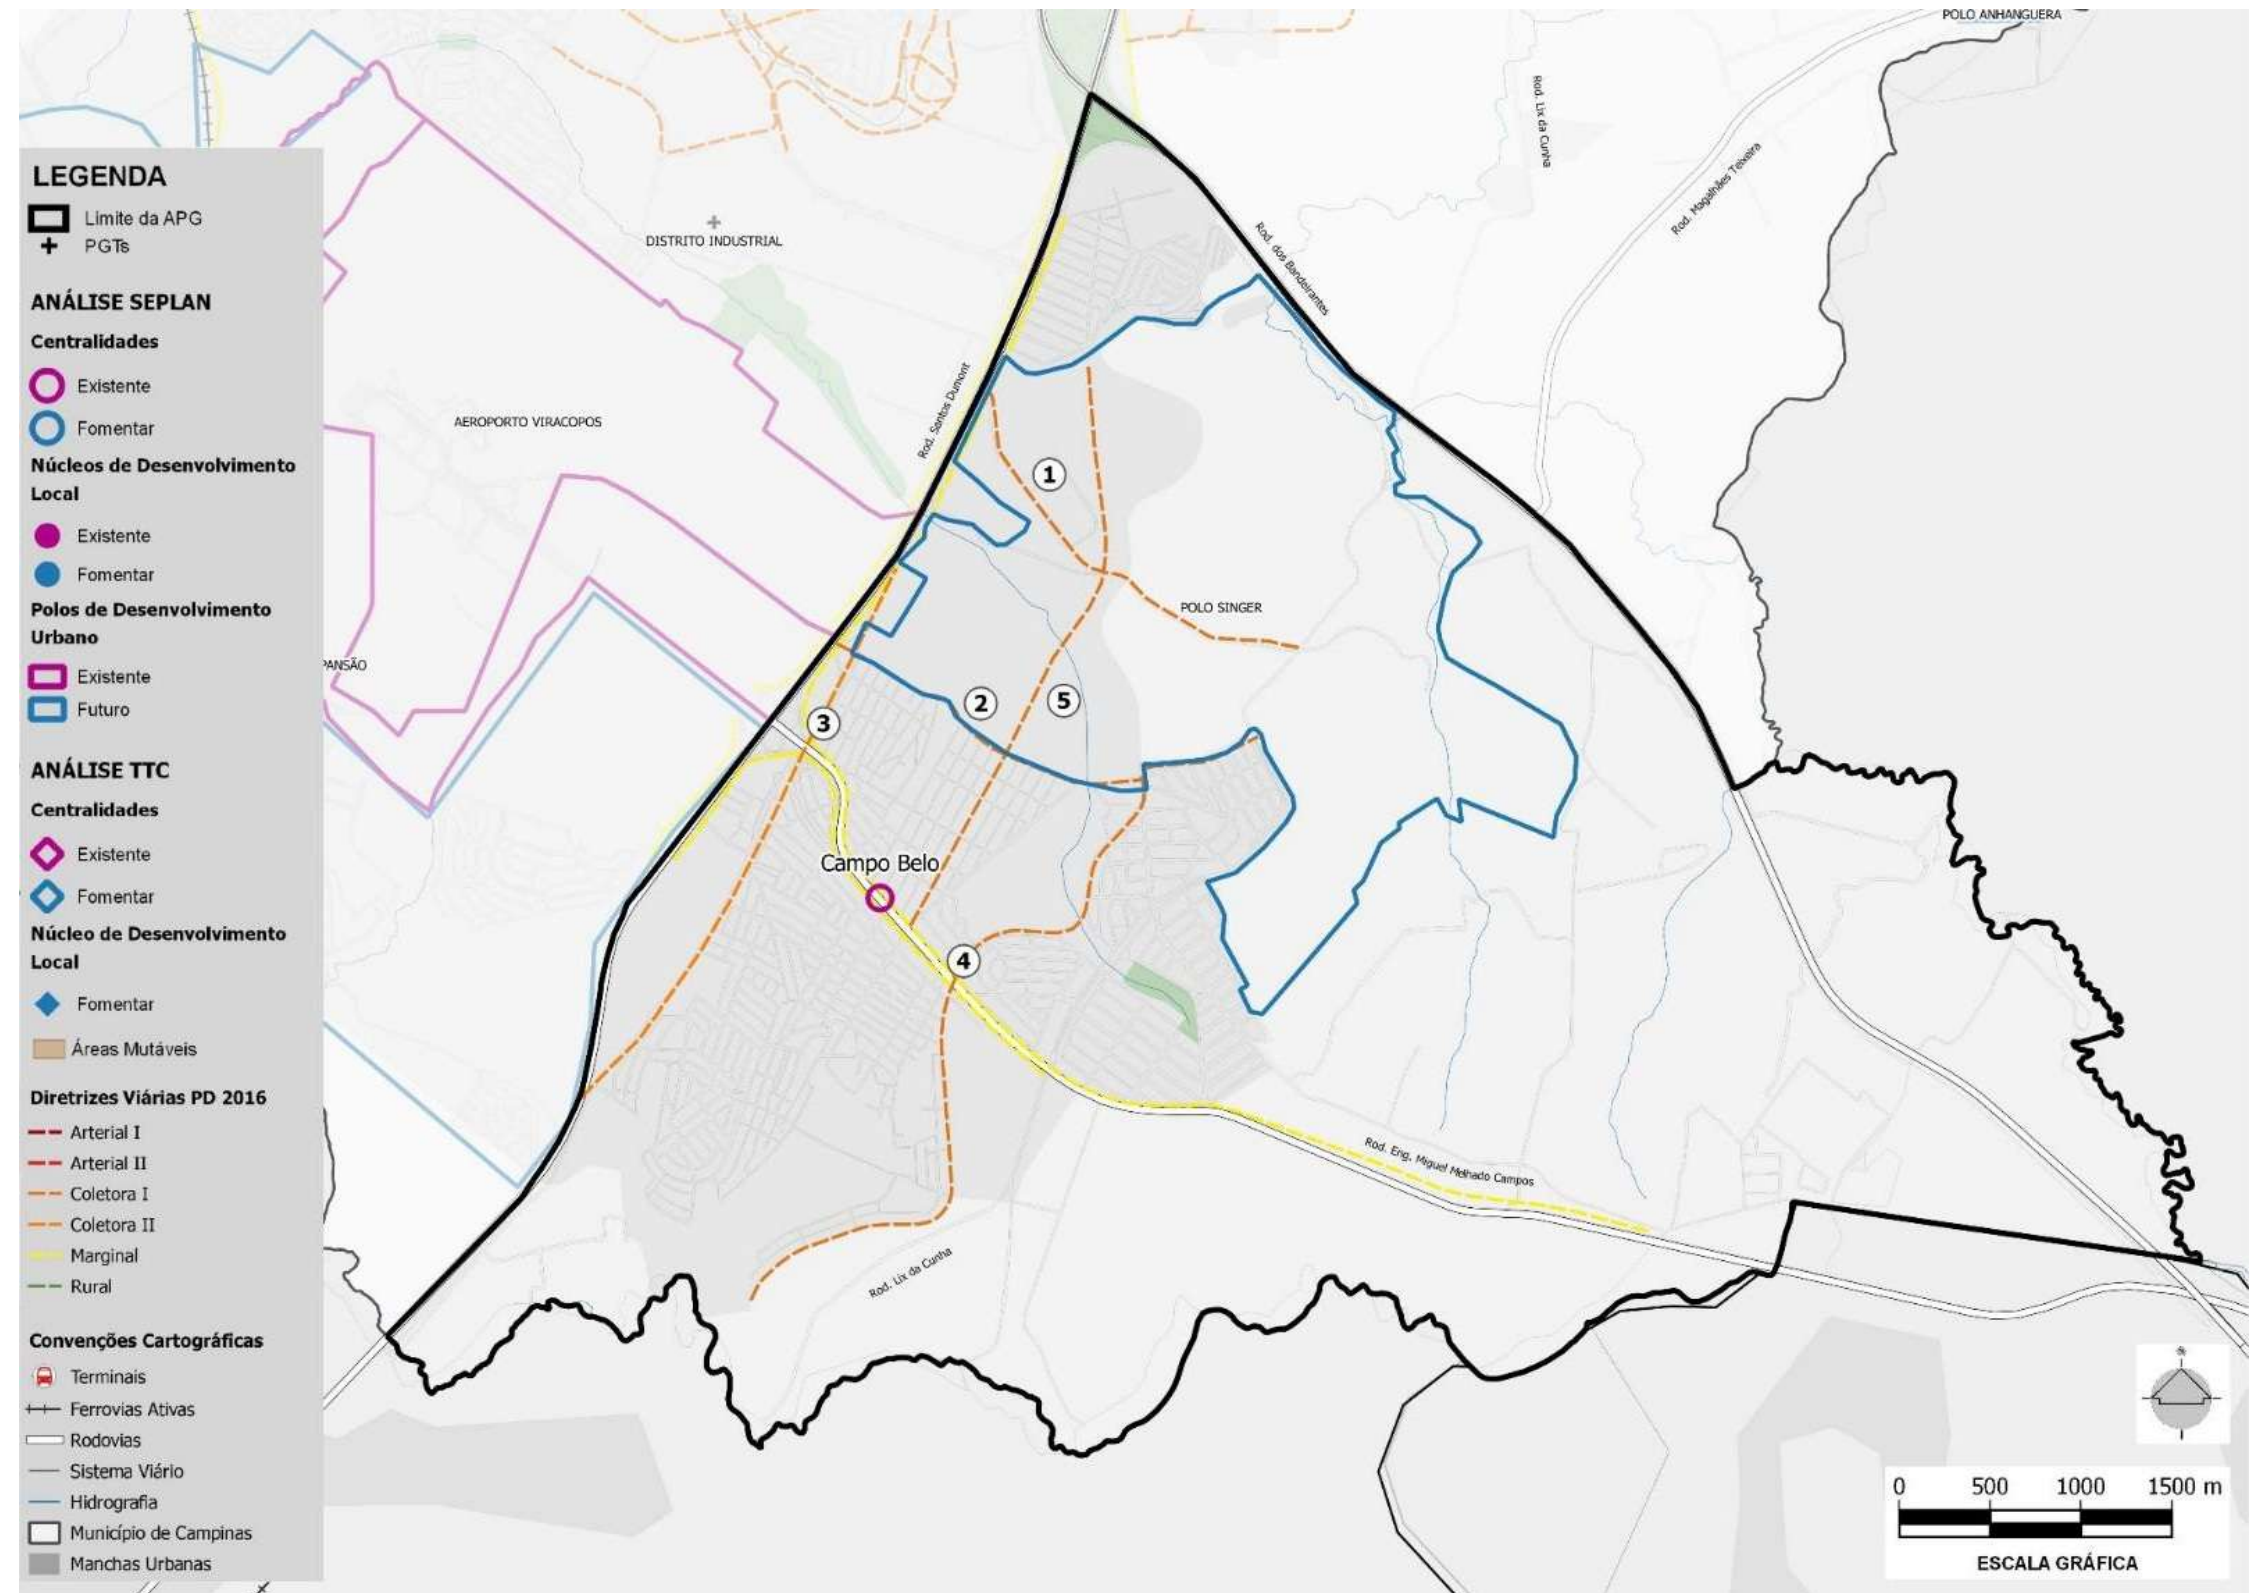 LEGENDA
Limite da APG
PGTs
ANÁLISE SEPLAN
Centralidades
Existente
Fomentar
Núcleos de Desenvolvimento
Local
Existente
Fomentar
Polos de Desenvolvimento
Urbano
Existente
Futuro
ANÁLISE TTC
Centralidades
Existente
Fomentar
Núcleo de Desenvolvimento
Local
Fomentar
Áreas Mutáveis
Diretrizes Viárias PD 2016
Arterial I
Arterial II
Coletora I
Coletora II
Marginal
Rural
Convenções Cartográficas
Terminais
Ferrovias Ativas
Rodovias
Sistema Viário
Hidrografia
Município de Campinas
Manchas Urbanas
POLO ANHANGUERA
Rod. Lix da Cunha
Rod. Magalhães Teixeira
DISTRITO INDUSTRIAL
Rod. dos Bandeirantes
Rod. Santos Dumont
AEROPORTO VIRACOPOS
1
POLO SINGER
PANSÃO
2
5
3
Campo Belo
4
Rod. Eng. Miguel Melhado Campos
Rod. Lix da Cunha
0 500 1000 1500 m
ESCALA GRÁFICA